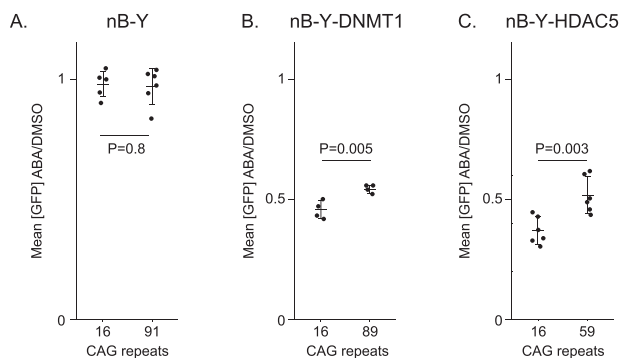 A. nB-Y
Mean [GFP] ABA/DMSO
1
0
P=0.8
16 91
CAG repeats
B. nB-Y-DNMT1
Mean [GFP] ABA/DMSO
1
0.5
0
P=0.005
16 89
CAG repeats
C. nB-Y-HDAC5
Mean [GFP] ABA/DMSO
1
0.5
0
P=0.003
16 59
CAG repeats